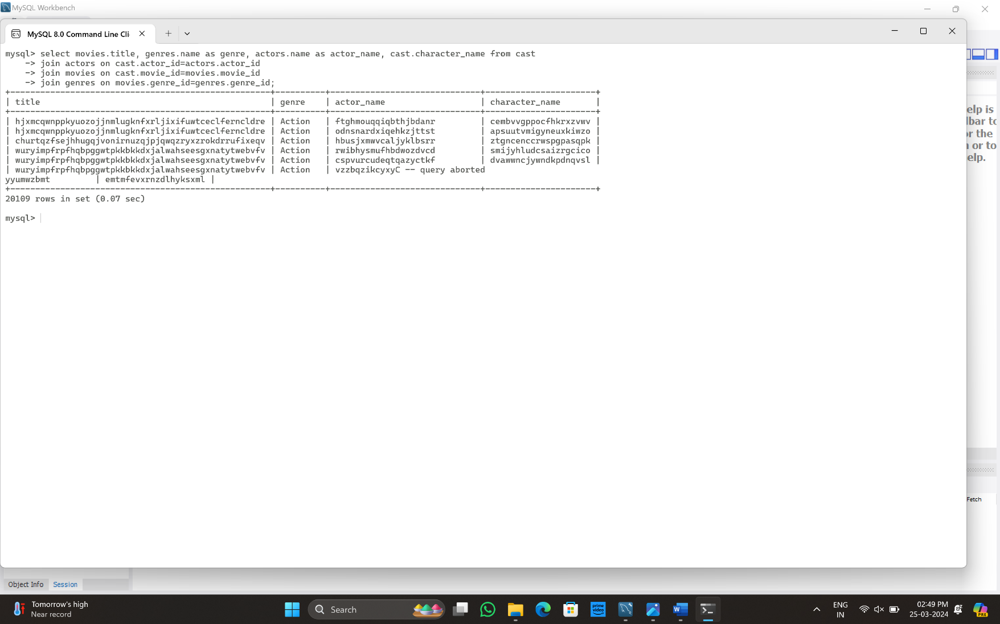 MySQL Workbench
MySQL 8.0 Command Line Cli
mysql> select movies.title, genres.name as genre, actors.name as actor_name, cast.character_name from cast
    -> join actors on cast.actor_id=actors.actor_id
    -> join movies on cast.movie_id=movies.movie_id
    -> join genres on movies.genre_id=genres.genre_id;
| title | genre | actor_name | character_name |
| hjxmcqwnppkyuozojjnmlugknfxrljixifuwtceclferncldre | Action | ftghmouqqiqbthjbdanr | cembvvgppocfhkrxzvwv |
| hjxmcqwnppkyuozojjnmlugknfxrljixifuwtceclferncldre | Action | odnsnardxiqehkzjttst | apsuutvmigyneuxkiwzo |
| churtqzfsejhhugqjvonirnuzqjpjqwqzryxzrokdrrufixeqv | Action | hbusjxmwvcaljyklbsrr | ztgncenccrwspgpasqpk |
| wuryimpfrpfhqbpggwtpkkbkkdxjalwahseesgxnatytwebvfv | Action | rwibhysmufhbdwozdvcd | smijyhludcsaizrgcico |
| wuryimpfrpfhqbpggwtpkkbkkdxjalwahseesgxnatytwebvfv | Action | cspvurcudeqtqazyctkf | dvawwncjywndkpdnqvsl |
| wuryimpfrpfhqbpggwtpkkbkkdxjalwahseesgxnatytwebvfv | Action | vzzbqzikcyxyC -- query aborted
yyumwzbmt | emtmfevxrnzdlhyksxml |
20109 rows in set (0.07 sec)
mysql>
elp is
lbar to
or the
or to
elp.
Fetch
Object Info Session
Tomorrow's high
Near record
Search
prime video
W
ENG
IN
02:49 PM
25-03-2024
PRE